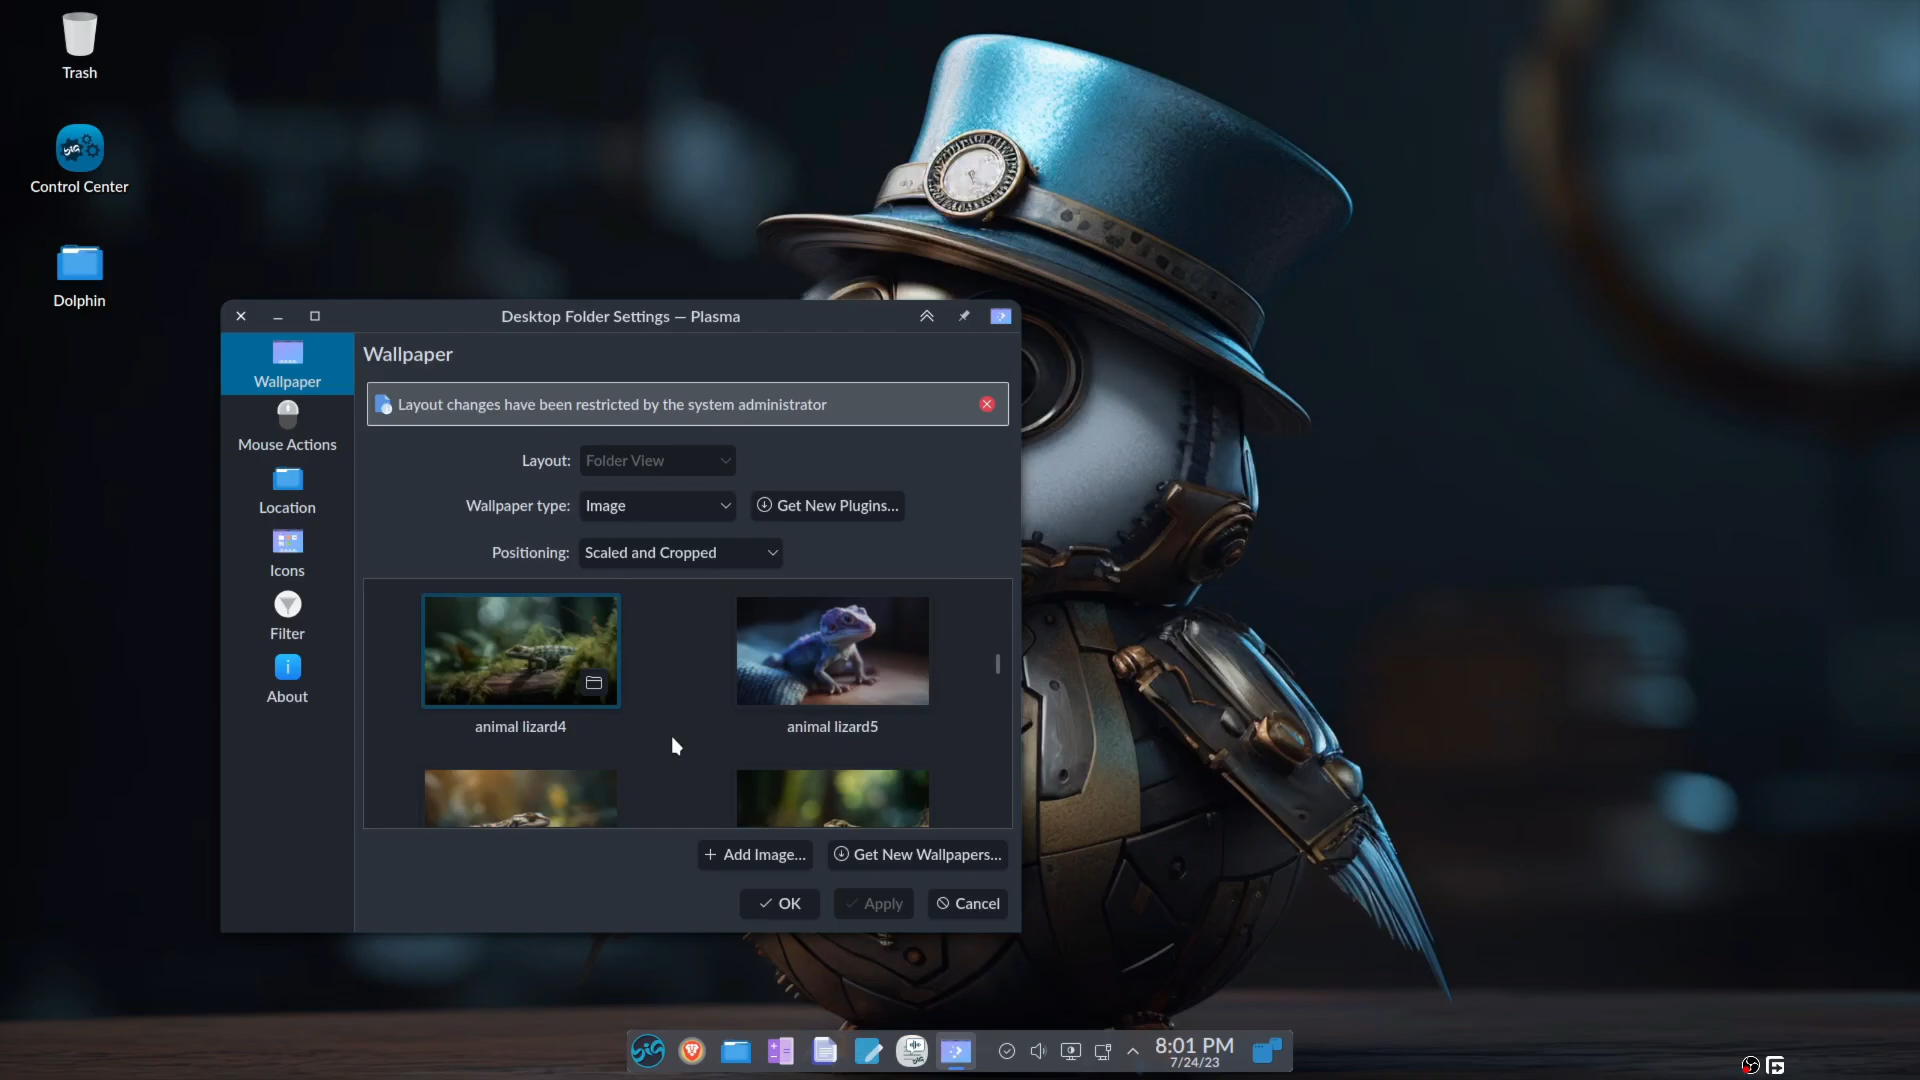 Trash
Control Center
Dolphin
Desktop Folder Settings — Plasma
Wallpaper
Mouse Actions
Location
Icons
Filter
About
Wallpaper
Layout changes have been restricted by the system administrator
Layout: Folder View
Wallpaper type: Image Get New Plugins...
Positioning: Scaled and Cropped
animal lizard4
animal lizard5
Add Image...
Get New Wallpapers...
OK
Apply
Cancel
8:01 PM
7/24/23